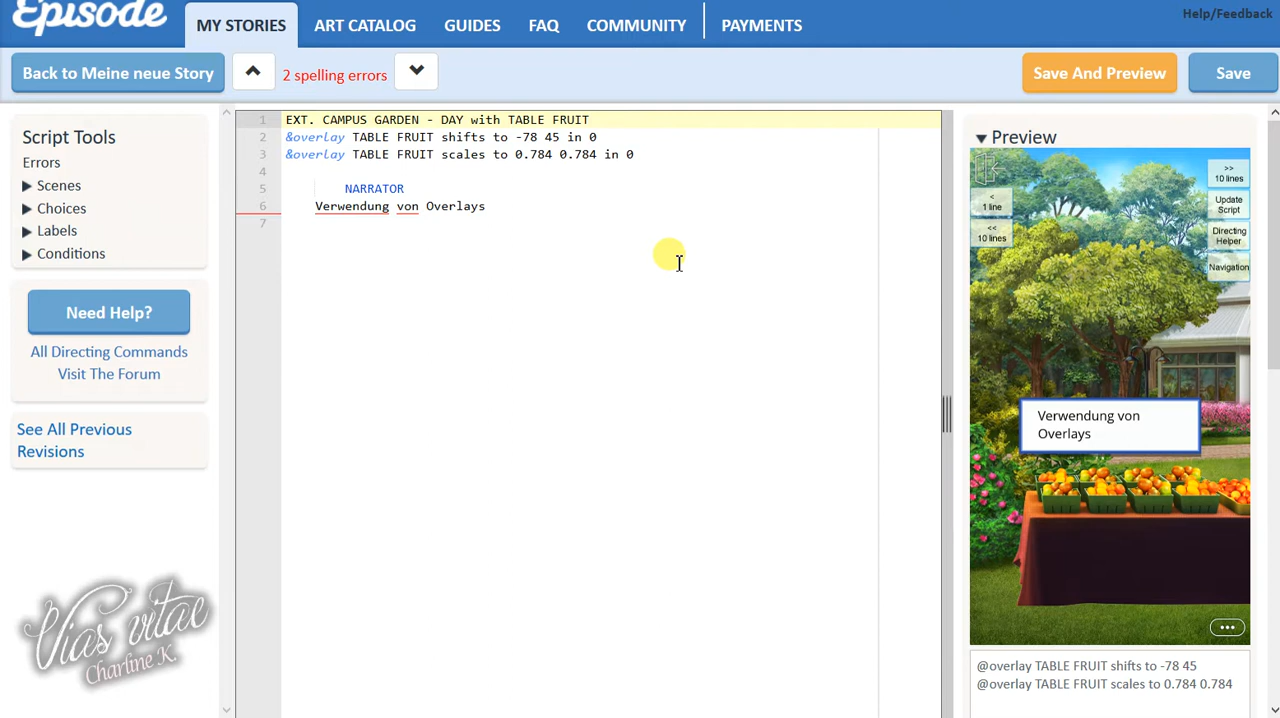 Episode
MY STORIES
ART CATALOG
GUIDES
FAQ
COMMUNITY
PAYMENTS
Help/Feedback
Back to Meine neue Story
2 spelling errors
Save And Preview
Save
Script Tools
Errors
Scenes
Choices
Labels
Conditions
Need Help?
All Directing Commands
Visit The Forum
See All Previous
Revisions
Vias vitae
Charline K.
1 EXT. CAMPUS GARDEN - DAY with TABLE FRUIT
2 &overlay TABLE FRUIT shifts to -78 45 in 0
3 &overlay TABLE FRUIT scales to 0.784 0.784 in 0
4
5 NARRATOR
6 Verwendung von Overlays
7
Preview
>>
10 lines
<
1 line
Update
Script
<<
10 lines
Directing
Helper
Navigation
Verwendung von
Overlays
@overlay TABLE FRUIT shifts to -78 45
@overlay TABLE FRUIT scales to 0.784 0.784